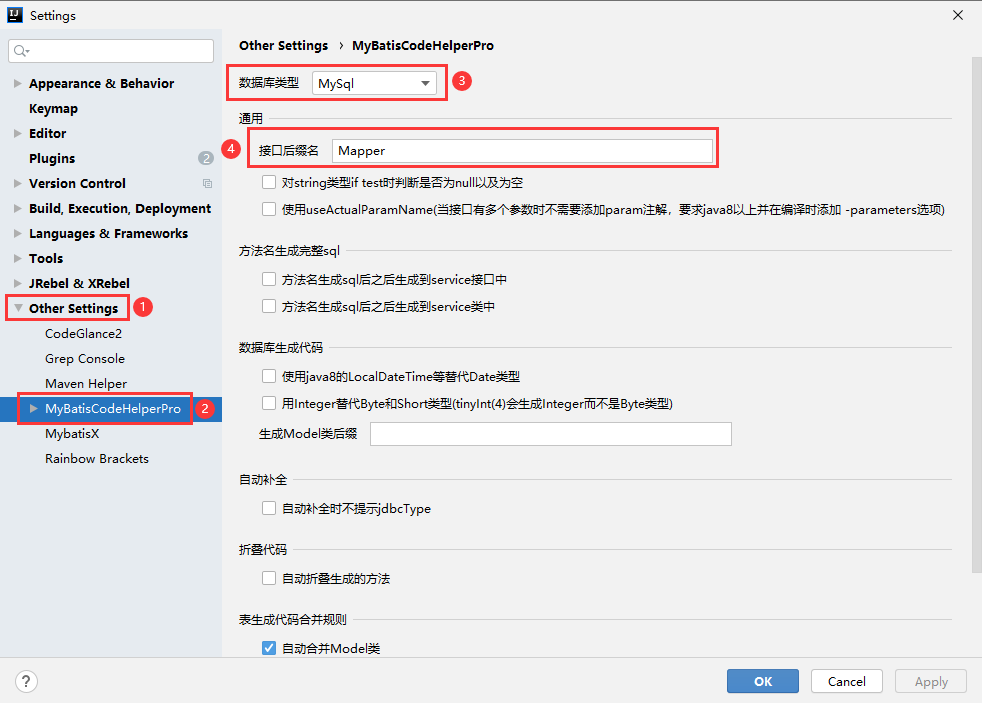 Settings
Appearance & Behavior
Keymap
Editor
Plugins 2
Version Control
Build, Execution, Deployment
Languages & Frameworks
Tools
JRebel & XRebel
Other Settings 1
CodeGlance2
Grep Console
Maven Helper
MyBatisCodeHelperPro 2
MybatisX
Rainbow Brackets
Other Settings › MyBatisCodeHelperPro
数据库类型 MySql 3
通用
4 接口后缀名 Mapper
对string类型if test时判断是否为null以及为空
使用useActualParamName(当接口有多个参数时不需要添加param注解，要求java8以上并在编译时添加 -parameters选项)
方法名生成完整sql
方法名生成sql后之后生成到service接口中
方法名生成sql后之后生成到service类中
数据库生成代码
使用java8的LocalDateTime等替代Date类型
用Integer替代Byte和Short类型(tinyInt(4)会生成Integer而不是Byte类型)
生成Model类后缀
自动补全
自动补全时不提示jdbcType
折叠代码
自动折叠生成的方法
表生成代码合并规则
自动合并Model类
? OK Cancel Apply